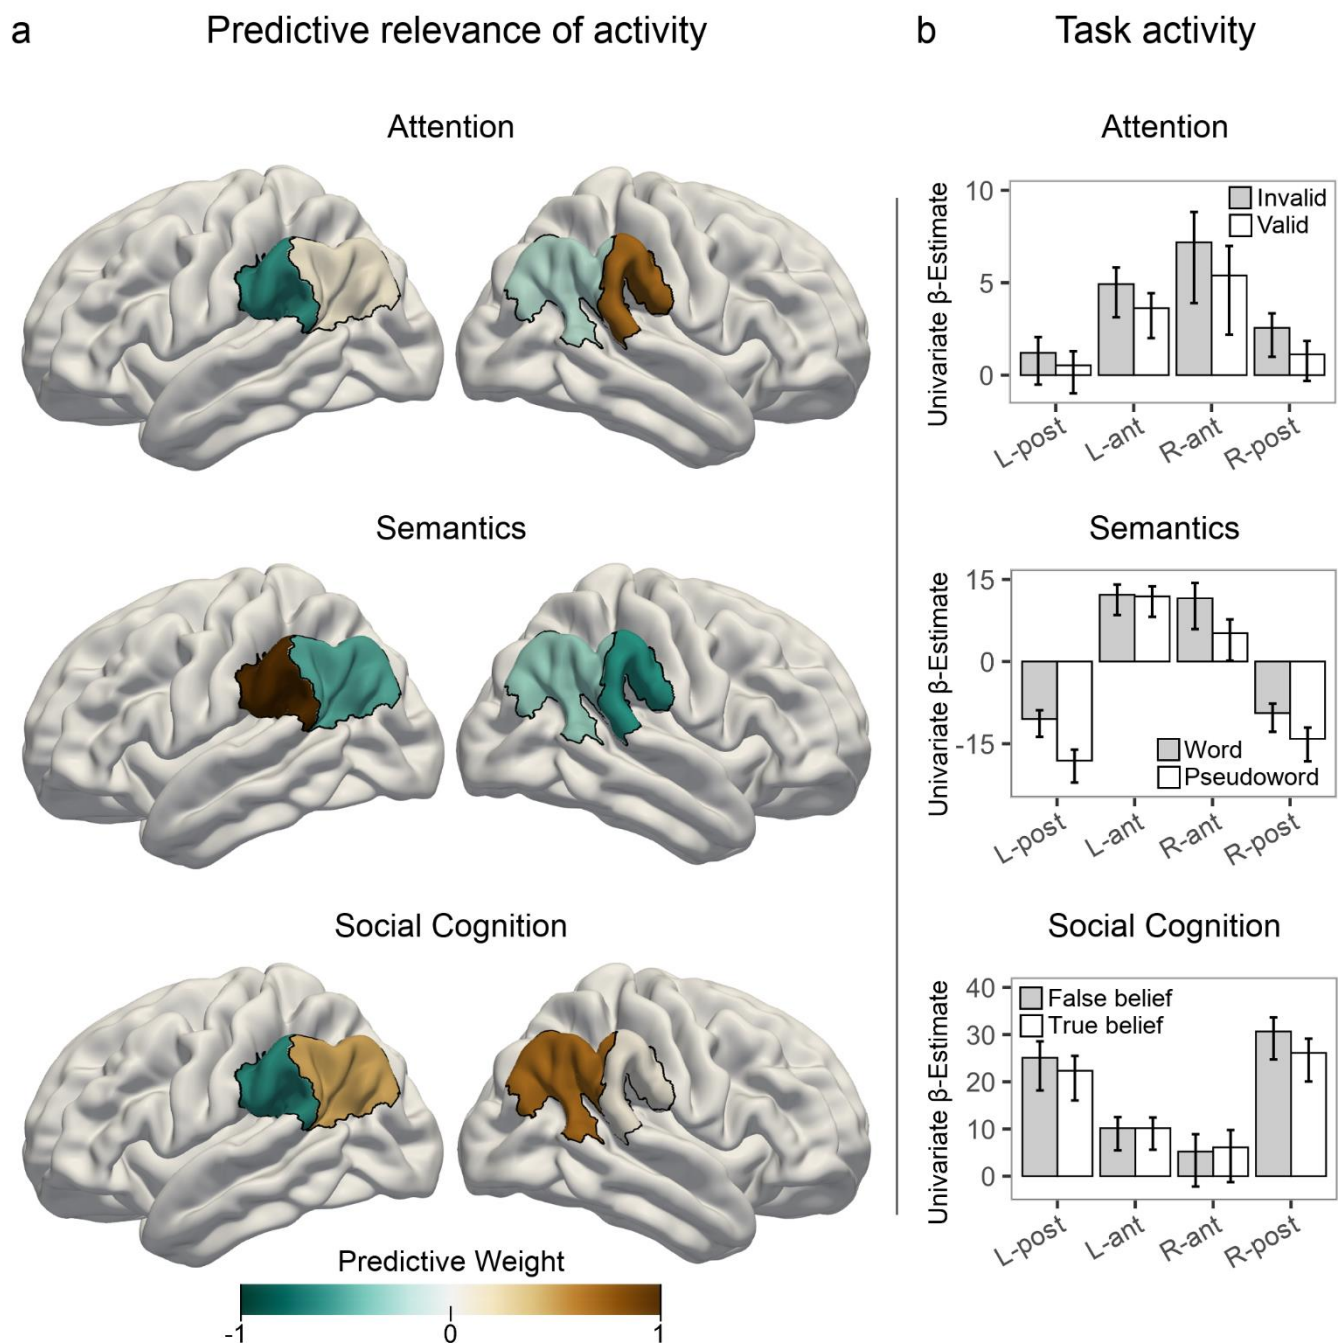 a
Predictive relevance of activity
b
Task activity
Attention
Attention
Univariate β-Estimate
10
5
0
Invalid
Valid
L-post
L-ant
R-ant
R-post
Semantics
Semantics
Univariate β-Estimate
15
0
-15
Word
Pseudoword
L-post
L-ant
R-ant
R-post
Social Cognition
Social Cognition
Univariate β-Estimate
40
30
20
10
0
False belief
True belief
L-post
L-ant
R-ant
R-post
Predictive Weight
-1
0
1